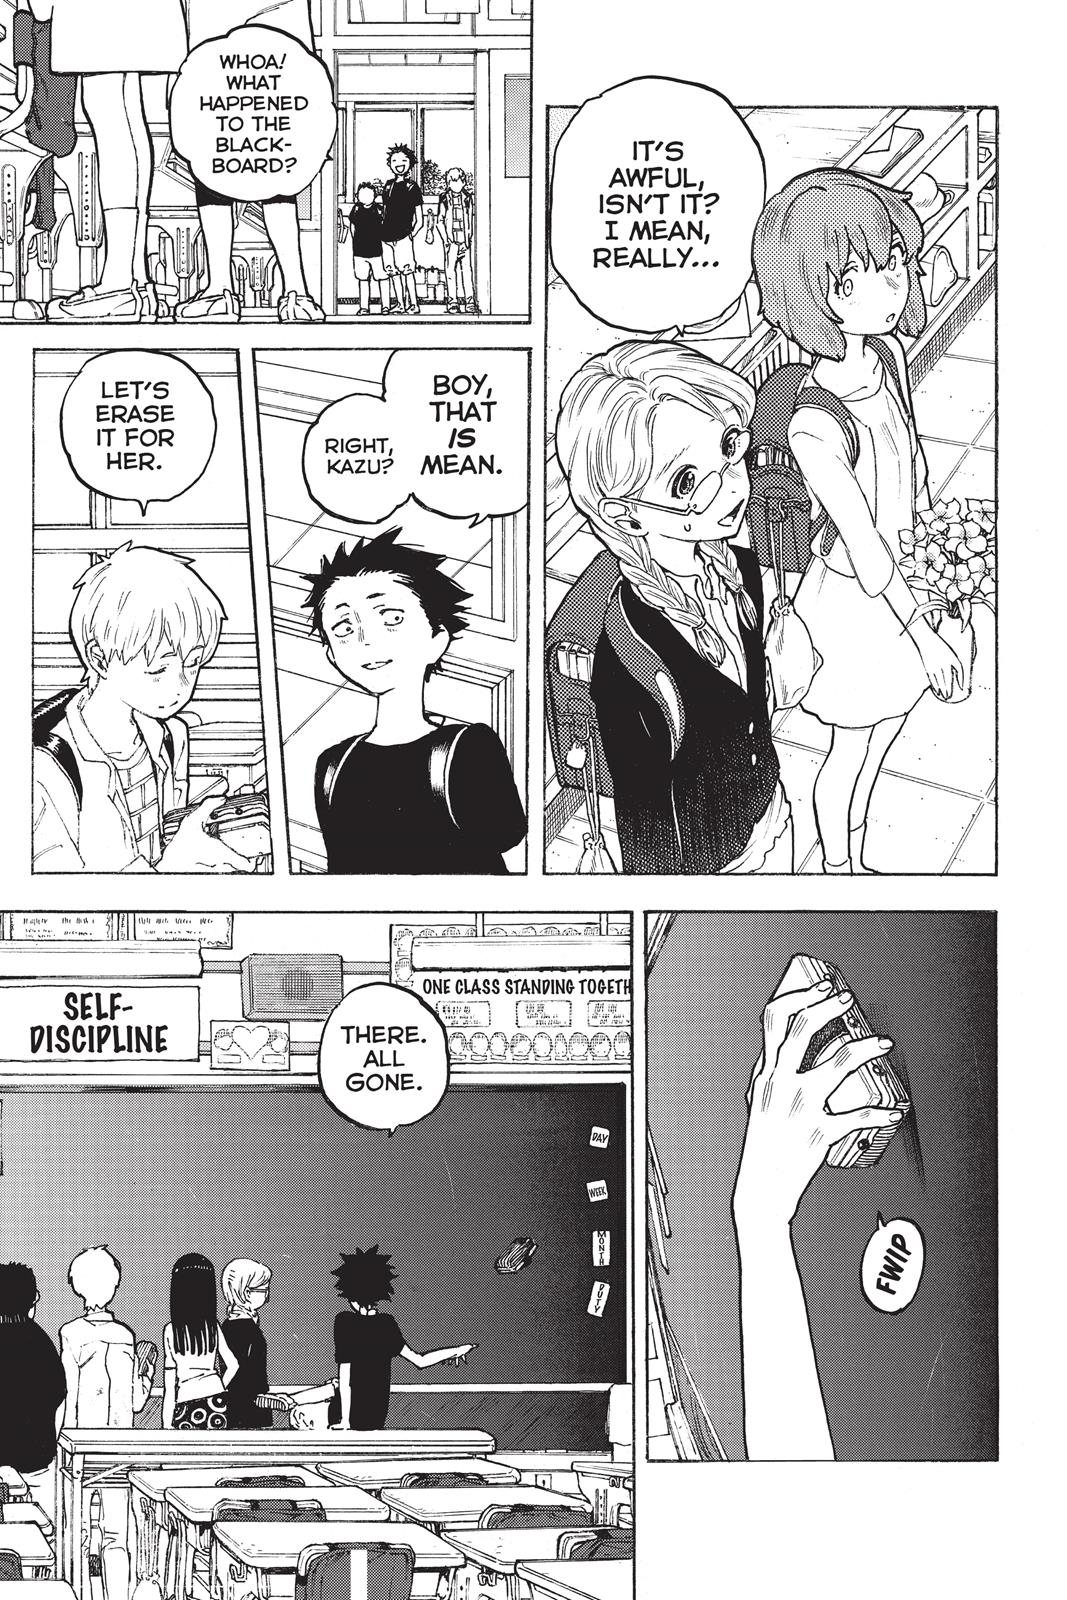 IT'S
AWFUL,
ISN'T IT?
I MEAN,
REALLY...
WHOA!
WHAT
HAPPENED
TO THE
BLACK-
BOARD?
BOY,
THAT
IS
MEAN.
RIGHT,
KAZU?
LET'S
ERASE
IT FOR
HER.
FWIP
ONE CLASS STANDING TOGETH
SELF-
DISCIPLINE
THERE.
ALL
GONE.
DAY
WEEK
MONTH
DUTY